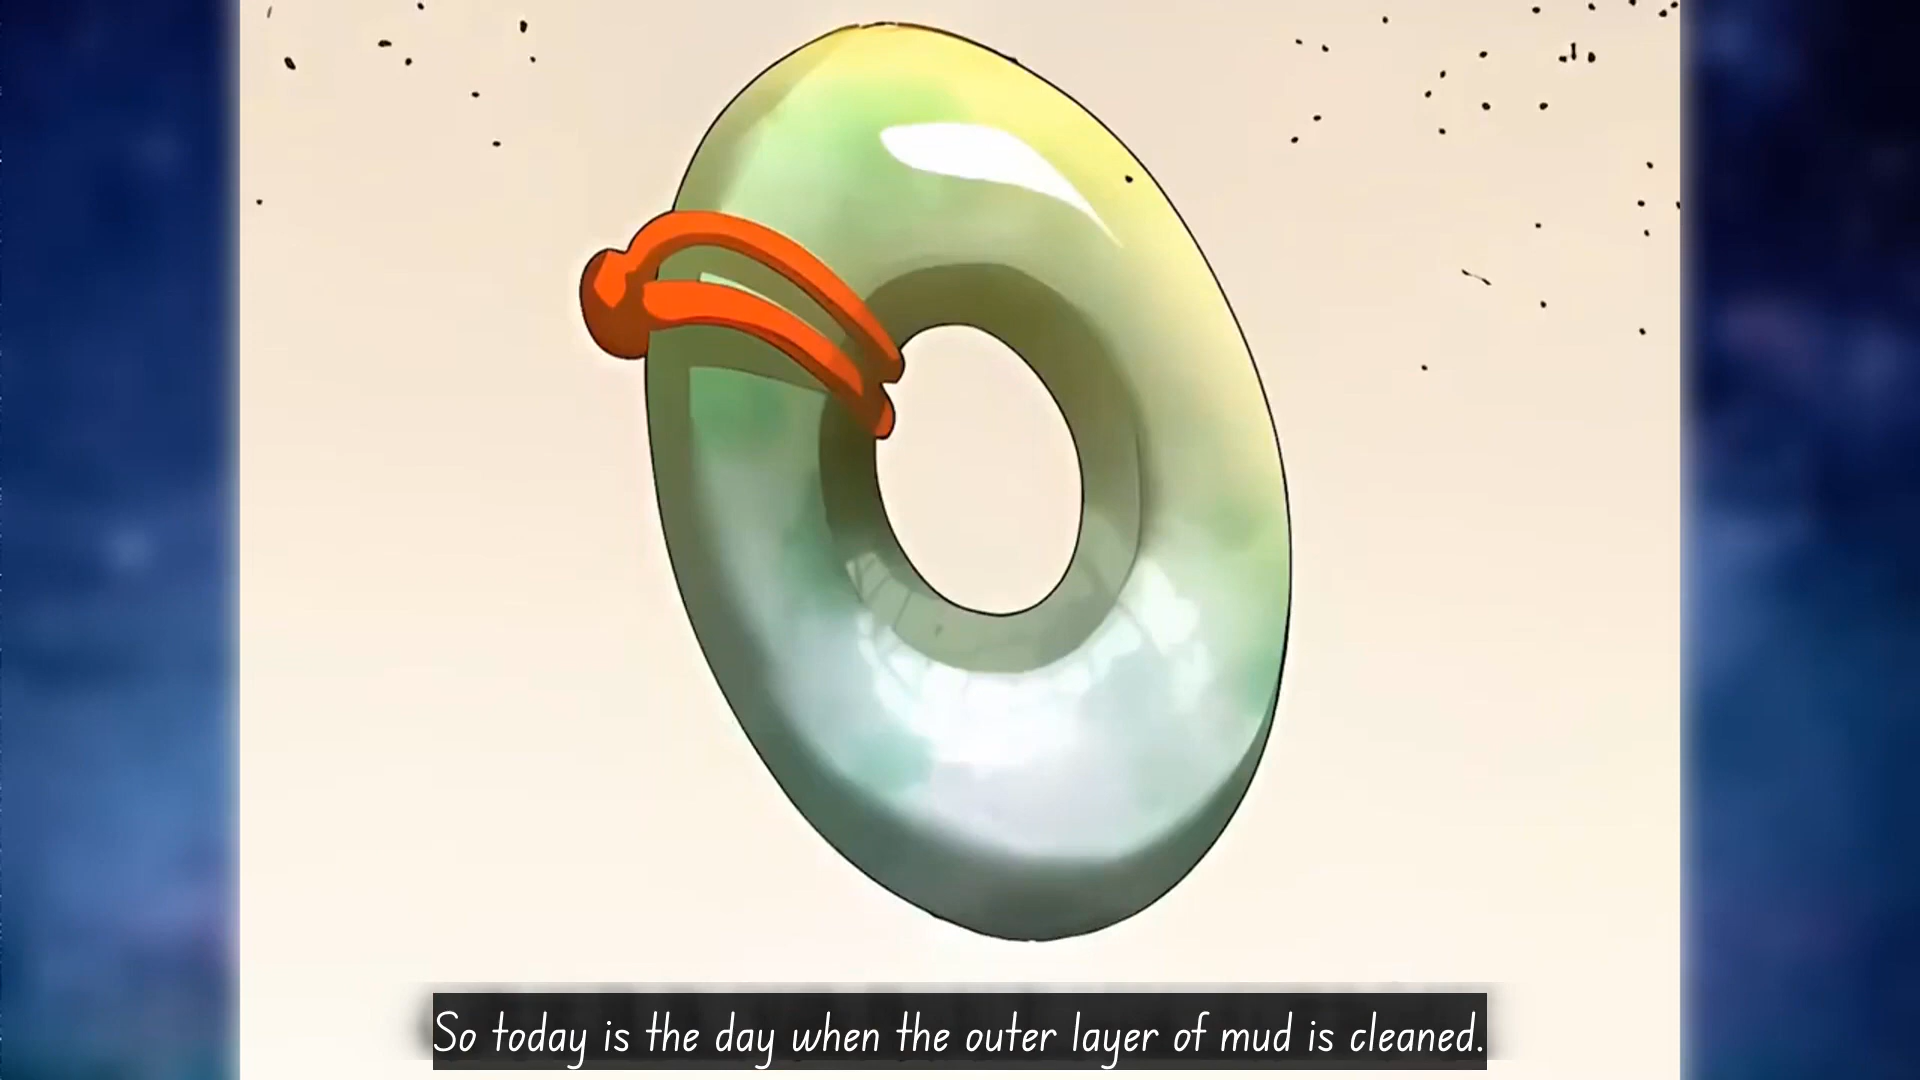 So today is the day when the outer layer of mud is cleaned.